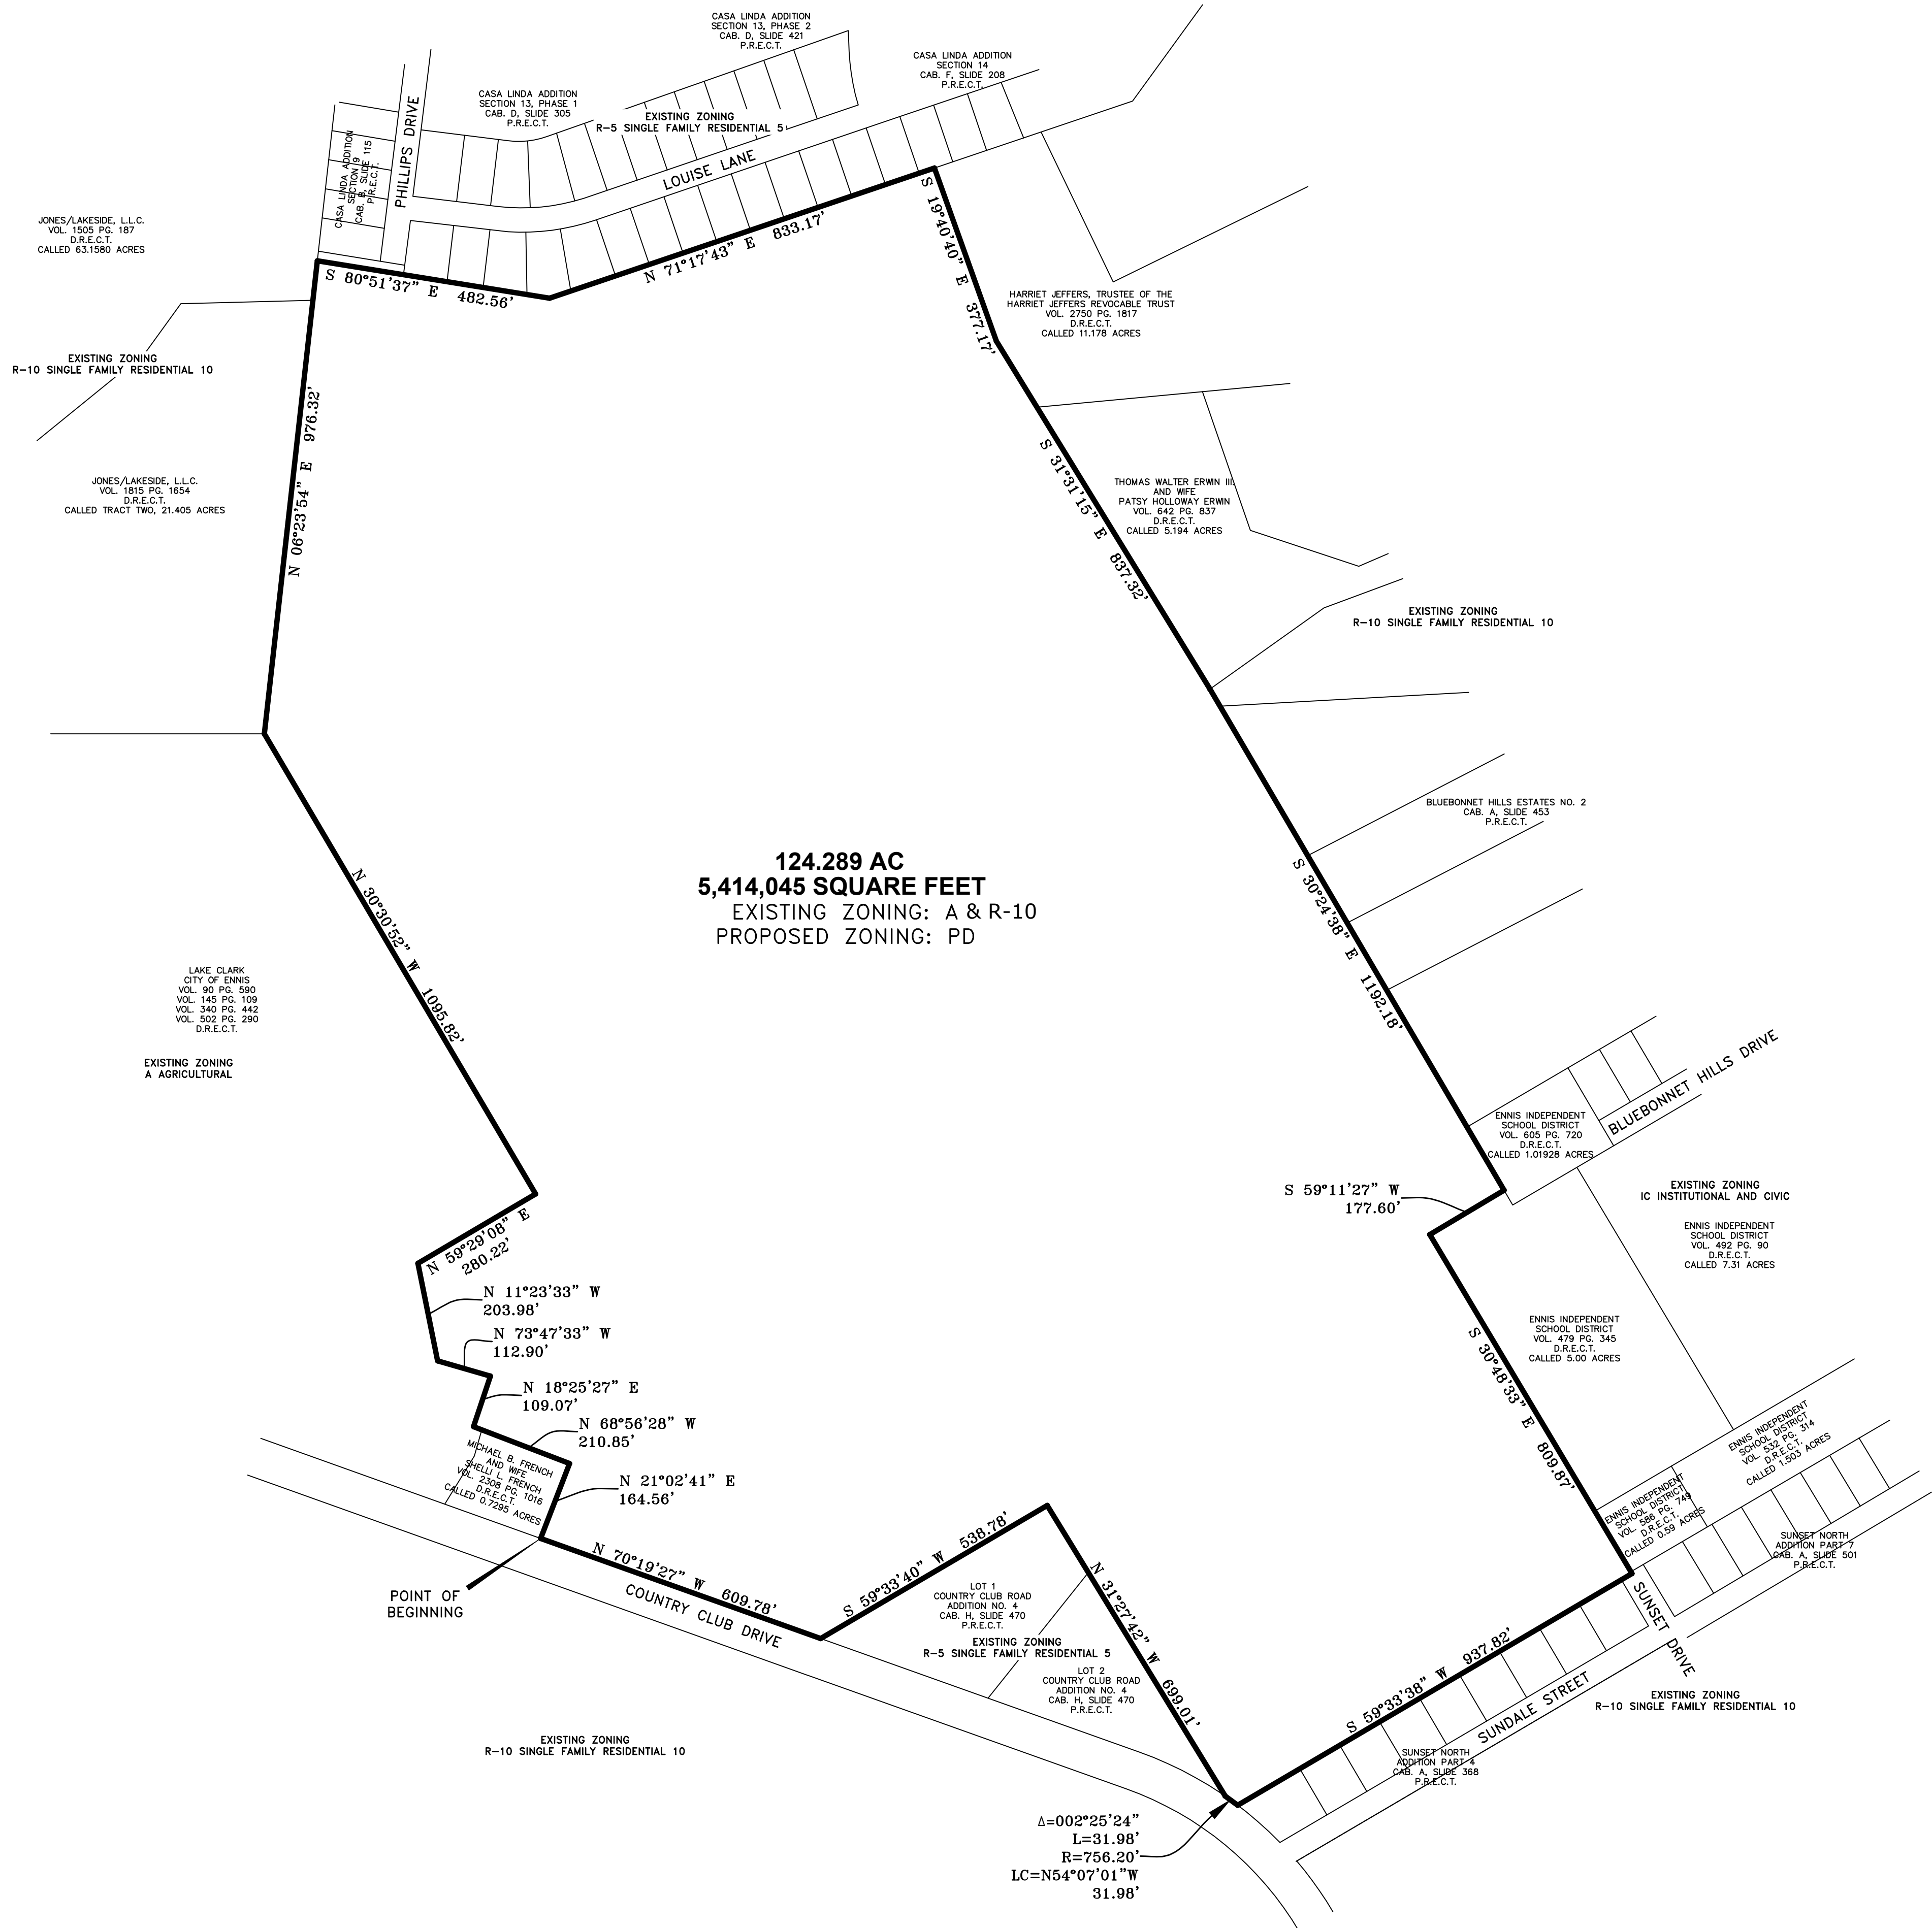 CASA LINDA ADDITION
SECTION 13, PHASE 2
CAB. D, SLIDE 421
P.R.E.C.T.
CASA LINDA ADDITION
SECTION 14
CAB. F, SLIDE 208
P.R.E.C.T.
CASA LINDA ADDITION
SECTION 13, PHASE 1
CAB. D, SLIDE 305
P.R.E.C.T.
EXISTING ZONING
R-5 SINGLE FAMILY RESIDENTIAL 5
PHILLIPS DRIVE
CASA LINDA ADDITION
SECTION 9
CAB. B, SLIDE 115
P.R.E.C.T.
LOUISE LANE
JONES/LAKESIDE, L.L.C.
VOL. 1505 PG. 187
D.R.E.C.T.
CALLED 63.1580 ACRES
S 80°51'37" E 482.56'
N 71°17'43" E 833.17'
S 19°40'40" E 377.17'
HARRIET JEFFERS, TRUSTEE OF THE
HARRIET JEFFERS REVOCABLE TRUST
VOL. 2750 PG. 1817
D.R.E.C.T.
CALLED 11.178 ACRES
EXISTING ZONING
R-10 SINGLE FAMILY RESIDENTIAL 10
N 06°23'54" E 976.32'
JONES/LAKESIDE, L.L.C.
VOL. 1815 PG. 1654
D.R.E.C.T.
CALLED TRACT TWO, 21.405 ACRES
S 31°31'15" E 837.32'
THOMAS WALTER ERWIN III,
AND WIFE
PATSY HOLLOWAY ERWIN
VOL. 642 PG. 837
D.R.E.C.T.
CALLED 5.194 ACRES
EXISTING ZONING
R-10 SINGLE FAMILY RESIDENTIAL 10
BLUEBONNET HILLS ESTATES NO. 2
CAB. A, SLIDE 453
P.R.E.C.T.
124.289 AC
5,414,045 SQUARE FEET
EXISTING ZONING: A & R-10
PROPOSED ZONING: PD
N 30°30'52" W 1095.82'
S 30°24'38" E 1192.18'
LAKE CLARK
CITY OF ENNIS
VOL. 90 PG. 590
VOL. 145 PG. 109
VOL. 340 PG. 442
VOL. 502 PG. 290
D.R.E.C.T.
EXISTING ZONING
A AGRICULTURAL
BLUEBONNET HILLS DRIVE
ENNIS INDEPENDENT
SCHOOL DISTRICT
VOL. 605 PG. 720
D.R.E.C.T.
CALLED 1.01928 ACRES
S 59°11'27" W
177.60'
EXISTING ZONING
IC INSTITUTIONAL AND CIVIC
ENNIS INDEPENDENT
SCHOOL DISTRICT
VOL. 492 PG. 90
D.R.E.C.T.
CALLED 7.31 ACRES
N 59°29'08" E
280.22'
N 11°23'33" W
203.98'
N 73°47'33" W
112.90'
N 18°25'27" E
109.07'
N 68°56'28" W
210.85'
N 21°02'41" E
164.56'
ENNIS INDEPENDENT
SCHOOL DISTRICT
VOL. 479 PG. 345
D.R.E.C.T.
CALLED 5.00 ACRES
S 30°48'33" E 809.87'
MICHAEL B. FRENCH
AND WIFE
SHELLI L. FRENCH
VOL. 2308 PG. 1016
D.R.E.C.T.
CALLED 0.7295 ACRES
ENNIS INDEPENDENT
SCHOOL DISTRICT
VOL. 532 PG. 314
D.R.E.C.T.
CALLED 1.503 ACRES
ENNIS INDEPENDENT
SCHOOL DISTRICT
VOL. 586 PG. 749
D.R.E.C.T.
CALLED 0.59 ACRES
SUNSET NORTH
ADDITION PART 7
CAB. A, SLIDE 501
P.R.E.C.T.
POINT OF
BEGINNING
N 70°19'27" W 609.78'
COUNTRY CLUB DRIVE
S 59°33'40" W 538.78'
LOT 1
COUNTRY CLUB ROAD
ADDITION NO. 4
CAB. H, SLIDE 470
P.R.E.C.T.
EXISTING ZONING
R-5 SINGLE FAMILY RESIDENTIAL 5
LOT 2
COUNTRY CLUB ROAD
ADDITION NO. 4
CAB. H, SLIDE 470
P.R.E.C.T.
N 31°27'42" W 699.01'
S 59°33'38" W 937.82'
SUNSET DRIVE
SUNDALE STREET
EXISTING ZONING
R-10 SINGLE FAMILY RESIDENTIAL 10
EXISTING ZONING
R-10 SINGLE FAMILY RESIDENTIAL 10
SUNSET NORTH
ADDITION PART 4
CAB. A, SLIDE 368
P.R.E.C.T.
Δ=002°25'24"
L=31.98'
R=756.20'
LC=N54°07'01"W
31.98'